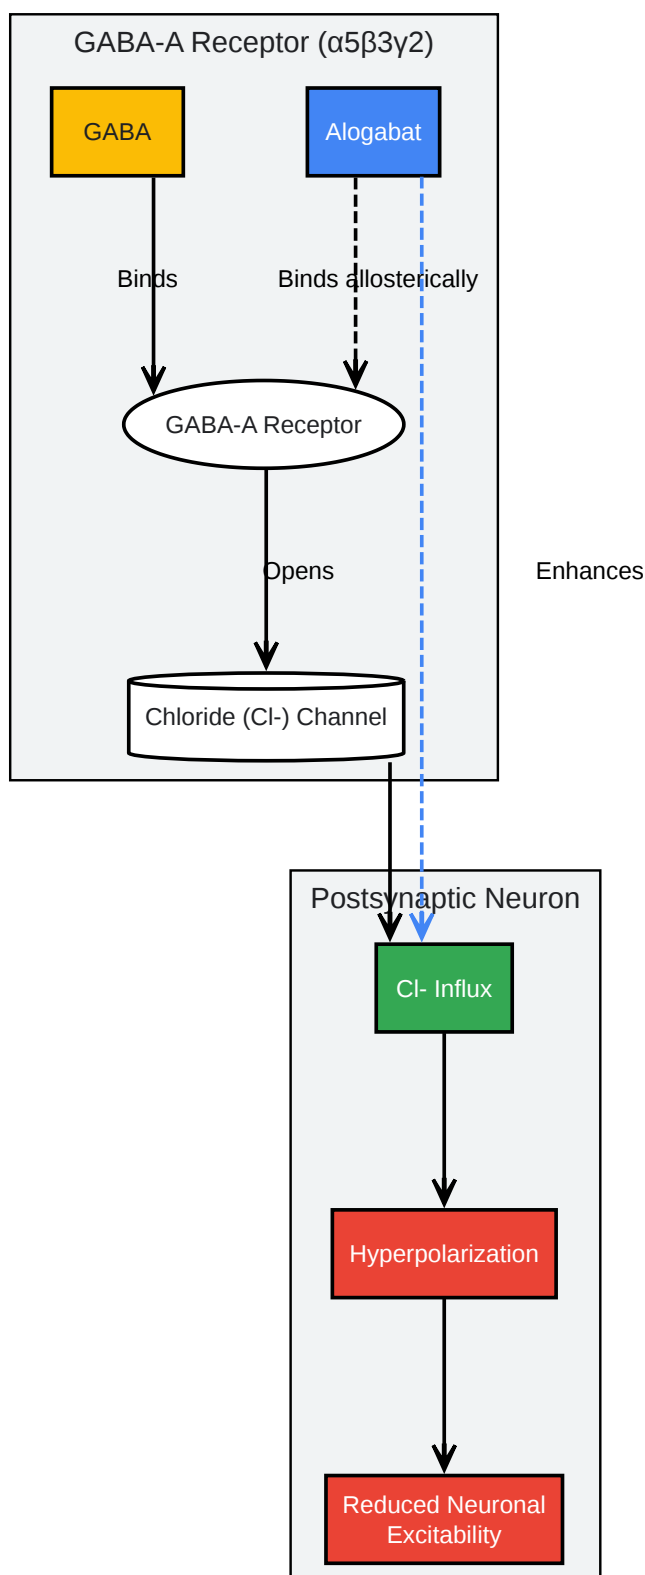 GABA-A Receptor (α5β3γ2)
GABA
Alogabat
Binds
Binds allosterically
GABA-A Receptor
Opens
Enhances
Chloride (Cl-) Channel
Postsynaptic Neuron
Cl- Influx
Hyperpolarization
Reduced Neuronal
Excitability